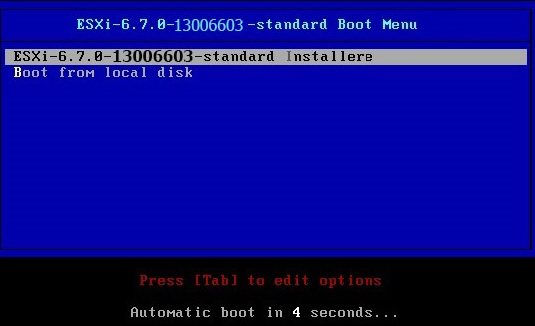 ESXi-6.7.0-13006603 -standard Boot Menu
ESXi-6.7.0-13006603-standard Installere
Boot from local disk
Press [Tab] to edit options
Automatic boot in 4 seconds...